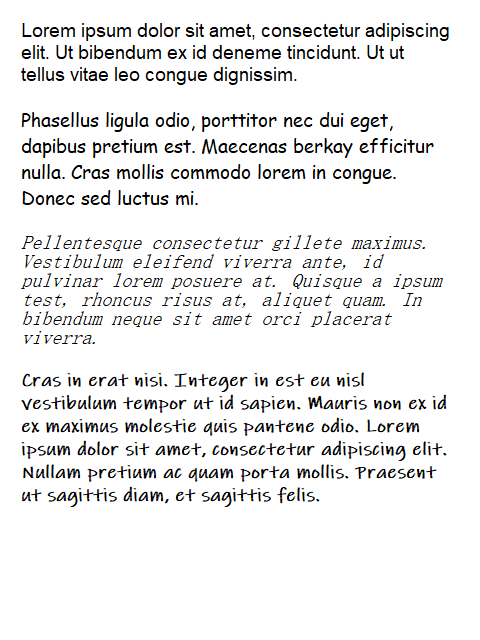 Lorem ipsum dolor sit amet, consectetur adipiscing
elit. Ut bibendum ex id deneme tincidunt. Ut ut
tellus vitae leo congue dignissim.
Phasellus ligula odio, porttitor nec dui eget,
dapibus pretium est. Maecenas berkay efficitur
nulla. Cras mollis commodo lorem in congue.
Donec sed luctus mi.
Pellentesque consectetur gillete maximus.
Vestibulum eleifend viverra ante, id
pulvinar lorem posuere at. Quisque a ipsum
test, rhoncus risus at, aliquet quam. In
bibendum neque sit amet orci placerat
viverra.
Cras in erat nisi. Integer in est eu nisl
vestibulum tempor ut id sapien. Mauris non ex id
ex maximus molestie quis pantene odio. Lorem
ipsum dolor sit amet, consectetur adipiscing elit.
Nullam pretium ac quam porta mollis. Praesent
ut sagittis diam, et sagittis felis.